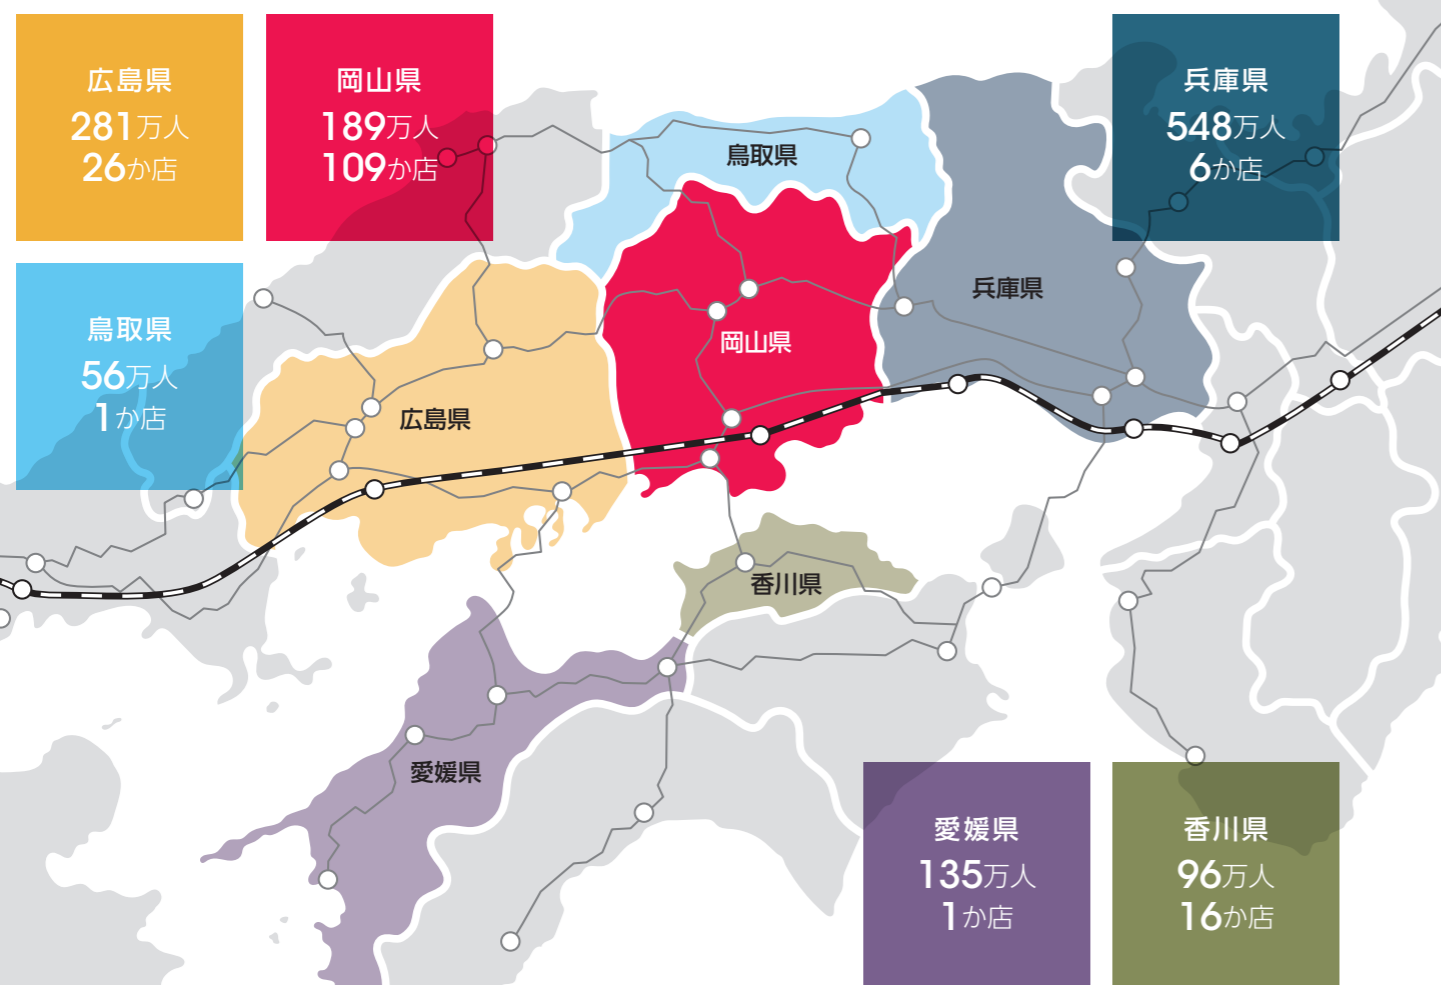 広島県
281万人
26か店
岡山県
189万人
109か店
兵庫県
548万人
6か店
鳥取県
56万人
1か店
鳥取県
兵庫県
岡山県
広島県
香川県
愛媛県
愛媛県
135万人
1か店
香川県
96万人
16か店